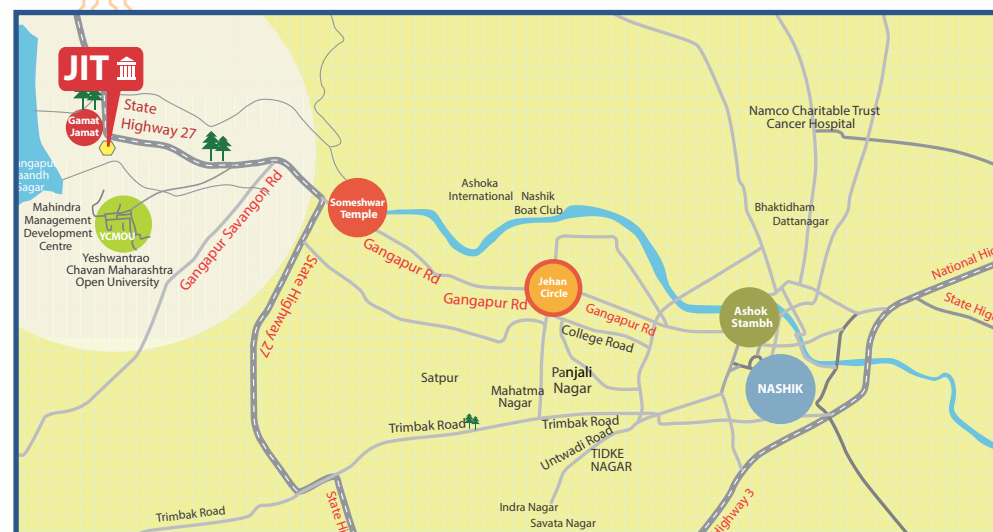 JIT
State
Highway 27
Gamat
Jamat
Namco Charitable Trust
Cancer Hospital
angapur
aandh
Sagar
Mahindra
Management
Development
Centre
YCMOU
Yeshwantrao
Chavan Maharashtra
Open University
Gangapur Savangon Rd
Someshwar
Temple
Ashoka
International
Nashik
Boat Club
Bhaktidham
Dattanagar
Gangapur Rd
State Highway 27
Gangapur Rd
Jehan
Circle
Gangapur Rd
College Road
Ashok
Stambh
National Hig
State Hig
NASHIK
Satpur
Panjali
Nagar
Mahatma
Nagar
Trimbak Road
Trimbak Road
Untwadi Road
TIDKE
NAGAR
Indra Nagar
Savata Nagar
Trimbak Road
State Hi
Highway 3